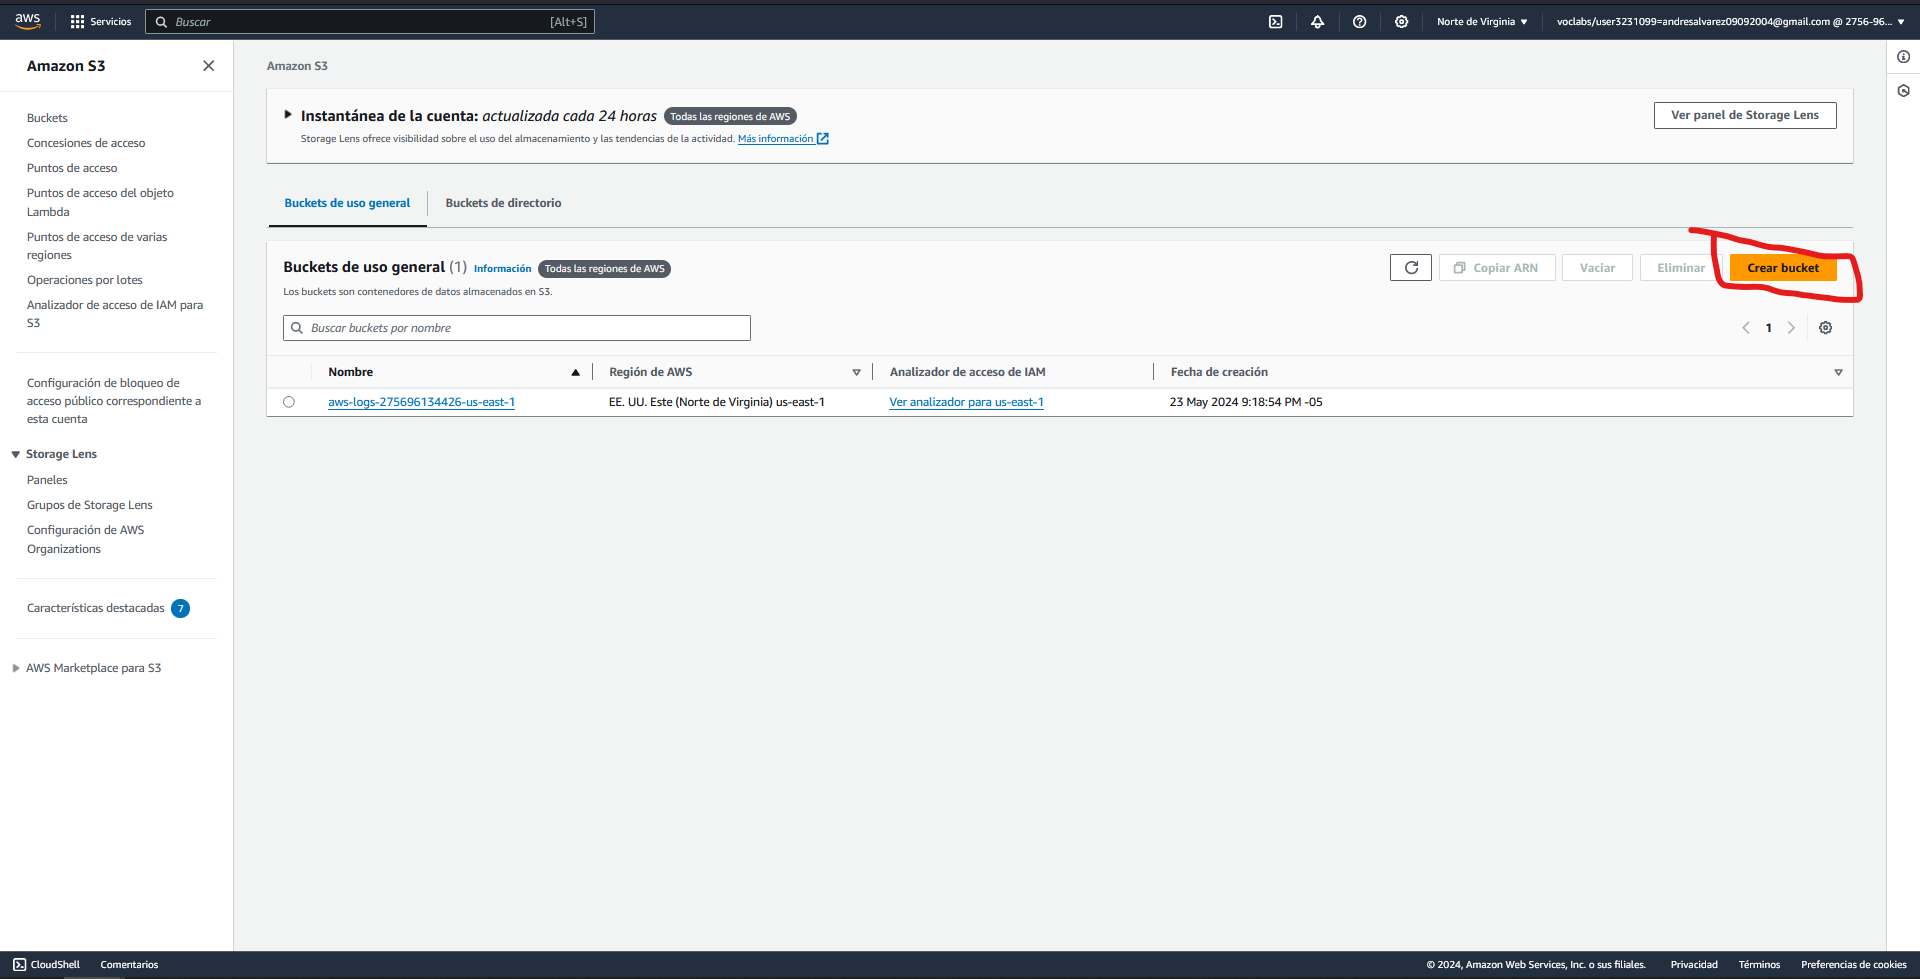 aws
Servicios
Buscar
[Alt+S]
Norte de Virginia
voclabs/user3231099=andresalvarez09092004@gmail.com @ 2756-96...
Amazon S3
Buckets
Concesiones de acceso
Puntos de acceso
Puntos de acceso del objeto
Lambda
Puntos de acceso de varias
regiones
Operaciones por lotes
Analizador de acceso de IAM para
S3
Configuración de bloqueo de
acceso público correspondiente a
esta cuenta
Storage Lens
Paneles
Grupos de Storage Lens
Configuración de AWS
Organizations
Características destacadas 7
AWS Marketplace para S3
Amazon S3
Instantánea de la cuenta: actualizada cada 24 horas Todas las regiones de AWS
Storage Lens ofrece visibilidad sobre el uso del almacenamiento y las tendencias de la actividad. Más información
Ver panel de Storage Lens
Buckets de uso general
Buckets de directorio
Buckets de uso general (1) Información Todas las regiones de AWS
Los buckets son contenedores de datos almacenados en S3.
Copiar ARN
Vaciar
Eliminar
Crear bucket
Buscar buckets por nombre
1
Nombre Región de AWS Analizador de acceso de IAM Fecha de creación
aws-logs-275696134426-us-east-1 EE. UU. Este (Norte de Virginia) us-east-1 Ver analizador para us-east-1 23 May 2024 9:18:54 PM -05
CloudShell Comentarios
© 2024, Amazon Web Services, Inc. o sus filiales. Privacidad Términos Preferencias de cookies